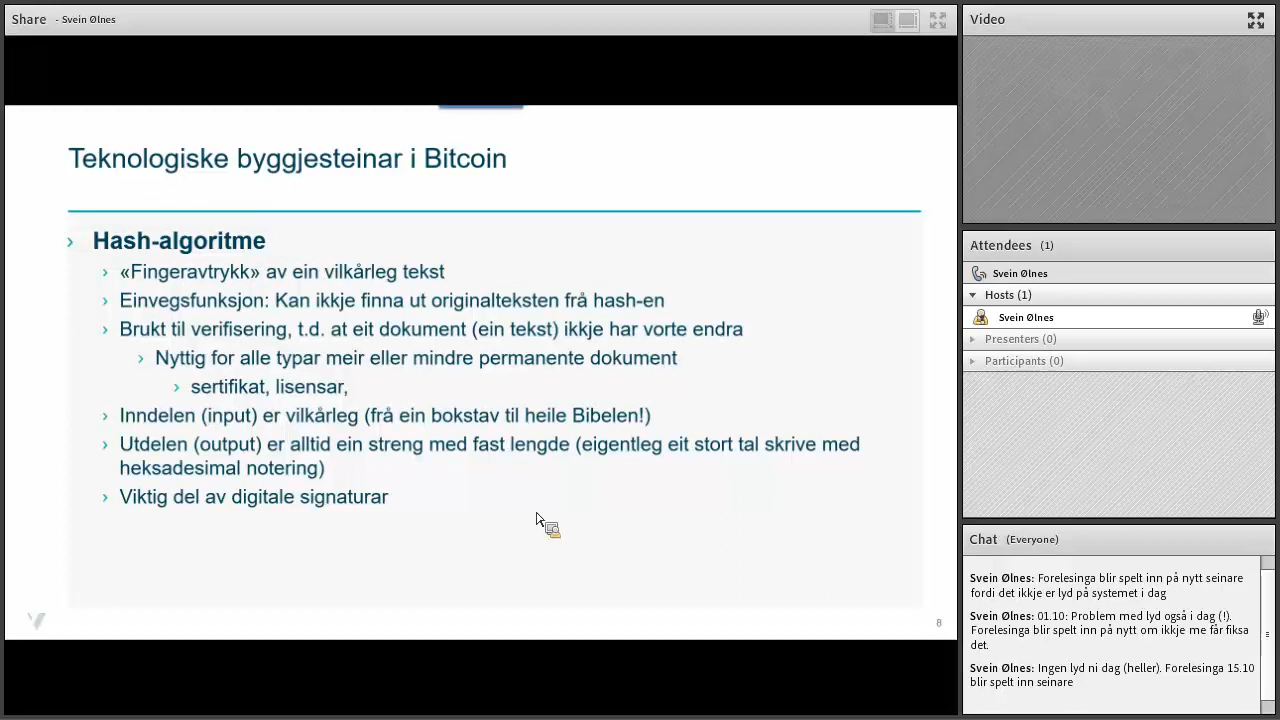 Share - Svein Ølnes
Teknologiske byggjesteinar i Bitcoin
› Hash-algoritme
› «Fingeravtrykk» av ein vilkårleg tekst
› Einvegsfunksjon: Kan ikkje finna ut originalteksten frå hash-en
› Brukt til verifisering, t.d. at eit dokument (ein tekst) ikkje har vorte endra
› Nyttig for alle typar meir eller mindre permanente dokument
› sertifikat, lisensar,
› Inndelen (input) er vilkårleg (frå ein bokstav til heile Bibelen!)
› Utdelen (output) er alltid ein streng med fast lengde (eigentleg eit stort tal skrive med
heksadesimal notering)
› Viktig del av digitale signaturar
8
Video
Attendees (1)
Svein Ølnes
Hosts (1)
Svein Ølnes
Presenters (0)
Participants (0)
Chat (Everyone)
Svein Ølnes: Forelesinga blir spelt inn på nytt seinare
fordi det ikkje er lyd på systemet i dag
Svein Ølnes: 01.10: Problem med lyd også i dag (!).
Forelesinga blir spelt inn på nytt om ikkje me får fiksa
det.
Svein Ølnes: Ingen lyd ni dag (heller). Forelesinga 15.10
blir spelt inn seinare